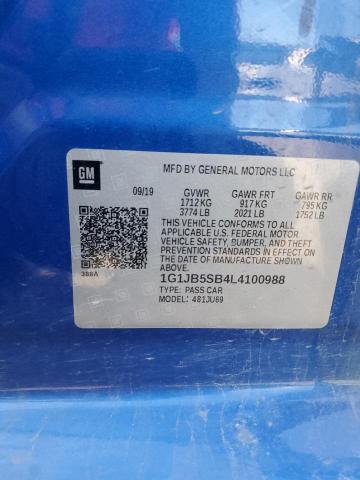 GM
MFD BY GENERAL MOTORS LLC
09/19 GVWR GAWR FRT GAWR RR
1712 KG 917 KG 795 KG
3774 LB 2021 LB 1752 LB
THIS VEHICLE CONFORMS TO ALL
APPLICABLE U.S. FEDERAL MOTOR
VEHICLE SAFETY, BUMPER, AND THEFT
PREVENTION STANDARDS IN EFFECT ON
THE DATE OF MANUFACTURE SHOWN ABOVE.
388A
1G1JB5SB4L4100988
TYPE: PASS CAR
MODEL: 481JU69